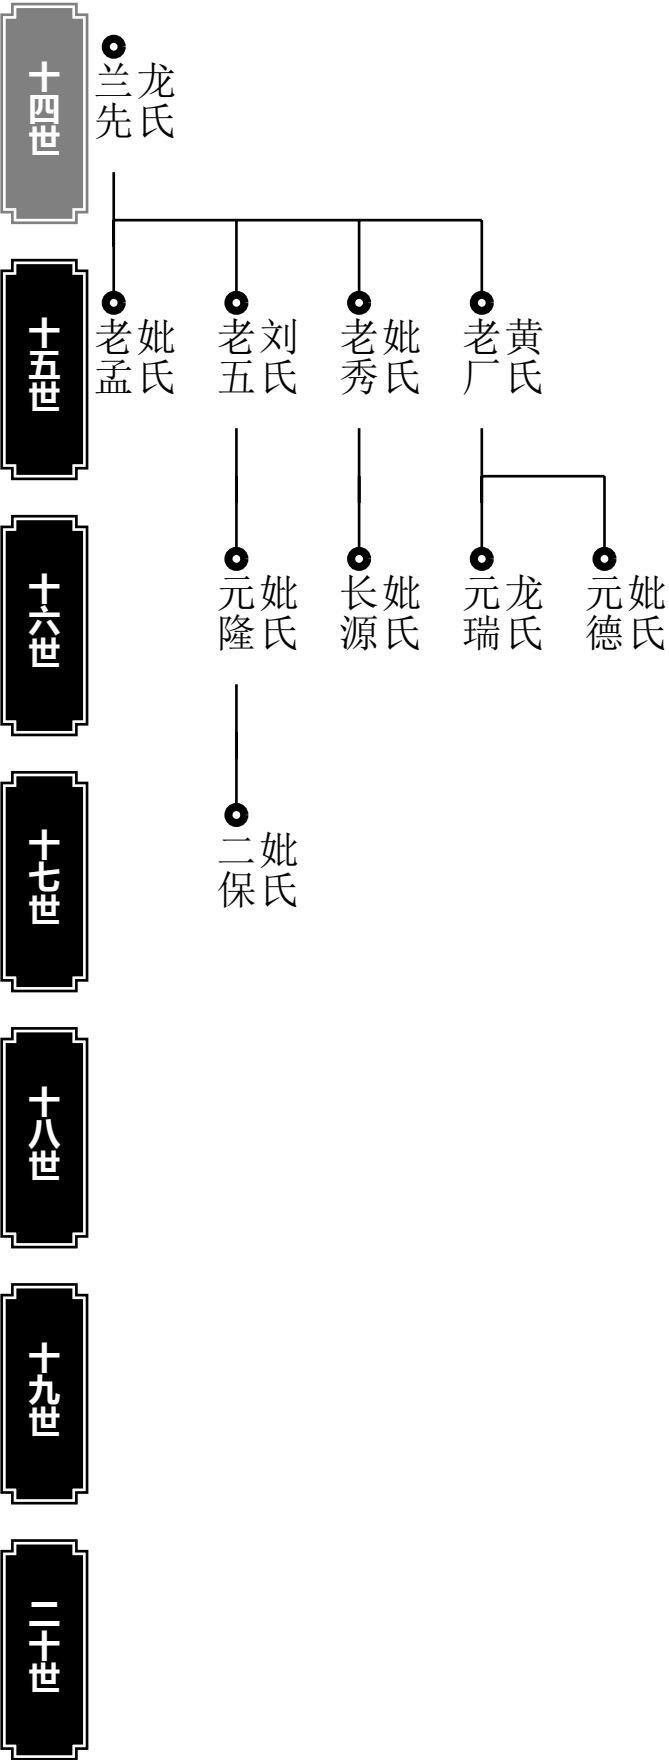 十四世
兰先
龙氏
十五世
老孟
妣氏
老五
刘氏
老秀
妣氏
老厂
黄氏
十六世
元隆
妣氏
长源
妣氏
元瑞
龙氏
元德
妣氏
十七世
二保
妣氏
十八世
十九世
二十世